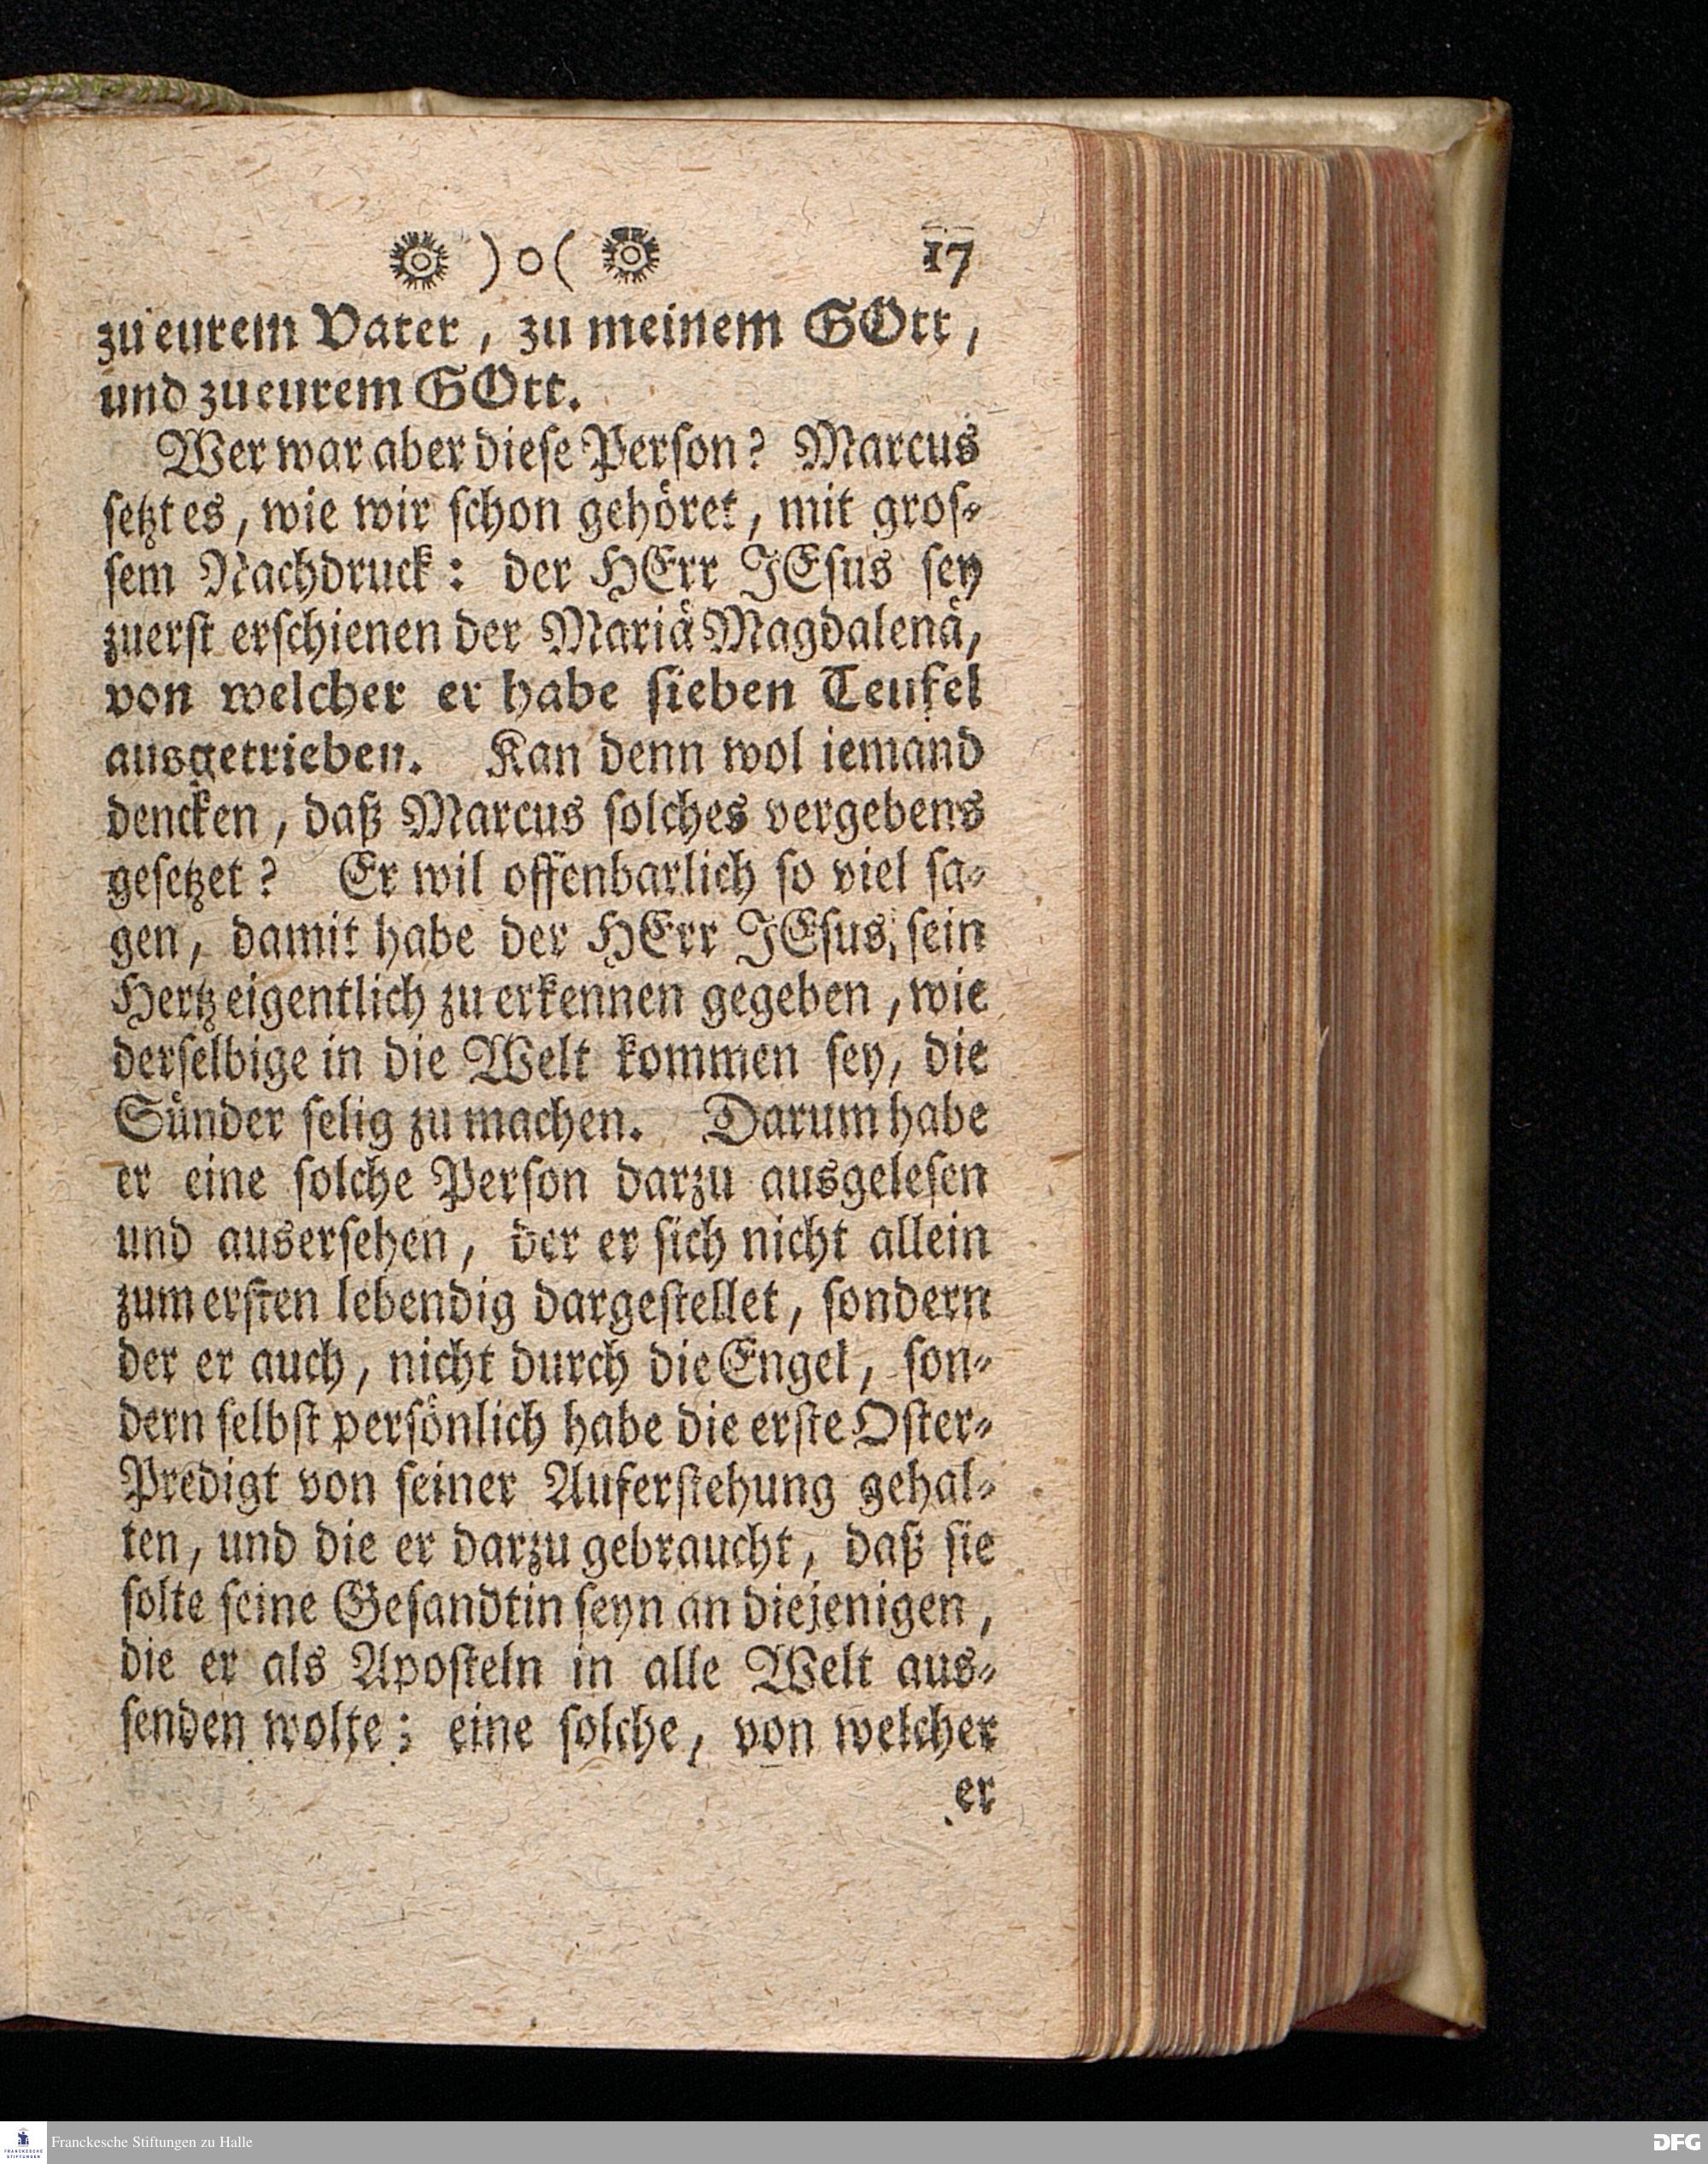 )o( 17
zu eurem Vater, zu meinem GOtt,
und zu eurem GOtt.
Wer war aber diese Person? Marcus
setzt es, wie wir schon gehöret, mit gros-
sem Nachdruck: der HErr JEsus sey
zuerst erschienen der Mariä Magdalenä,
von welcher er habe sieben Teufel
ausgetrieben. Kan denn wol iemand
dencken, daß Marcus solches vergebens
gesetzet? Er wil offenbarlich so viel sa-
gen, damit habe der HErr JEsus, sein
Hertz eigentlich zu erkennen gegeben, wie
derselbige in die Welt kommen sey, die
Sünder selig zu machen. Darum habe
er eine solche Person darzu ausgelesen
und ausersehen, der er sich nicht allein
zum ersten lebendig dargestellet, sondern
der er auch, nicht durch die Engel, son-
dern selbst persönlich habe die erste Oster-
Predigt von seiner Auferstehung gehal-
ten, und die er darzu gebraucht, daß sie
solte seine Gesandtin seyn an diejenigen,
die er als Aposteln in alle Welt aus-
senden wolte; eine solche, von welcher
er
FRANCKESCHE
STIFTUNGEN
Franckesche Stiftungen zu Halle
DFG